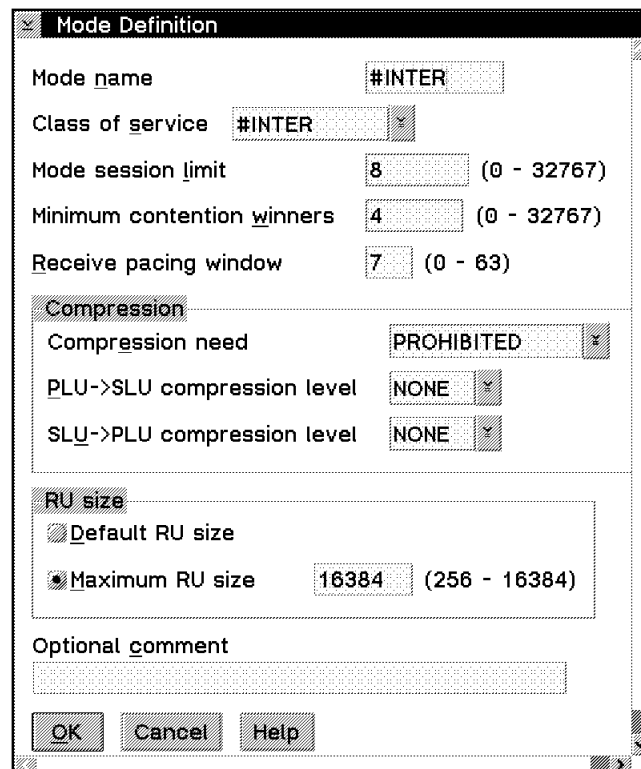 Mode Definition
Mode name #INTER
Class of service #INTER
Mode session limit 8 (0 - 32767)
Minimum contention winners 4 (0 - 32767)
Receive pacing window 7 (0 - 63)
Compression
Compression need PROHIBITED
PLU->SLU compression level NONE
SLU->PLU compression level NONE
RU size
Default RU size
Maximum RU size 16384 (256 - 16384)
Optional comment
OK Cancel Help